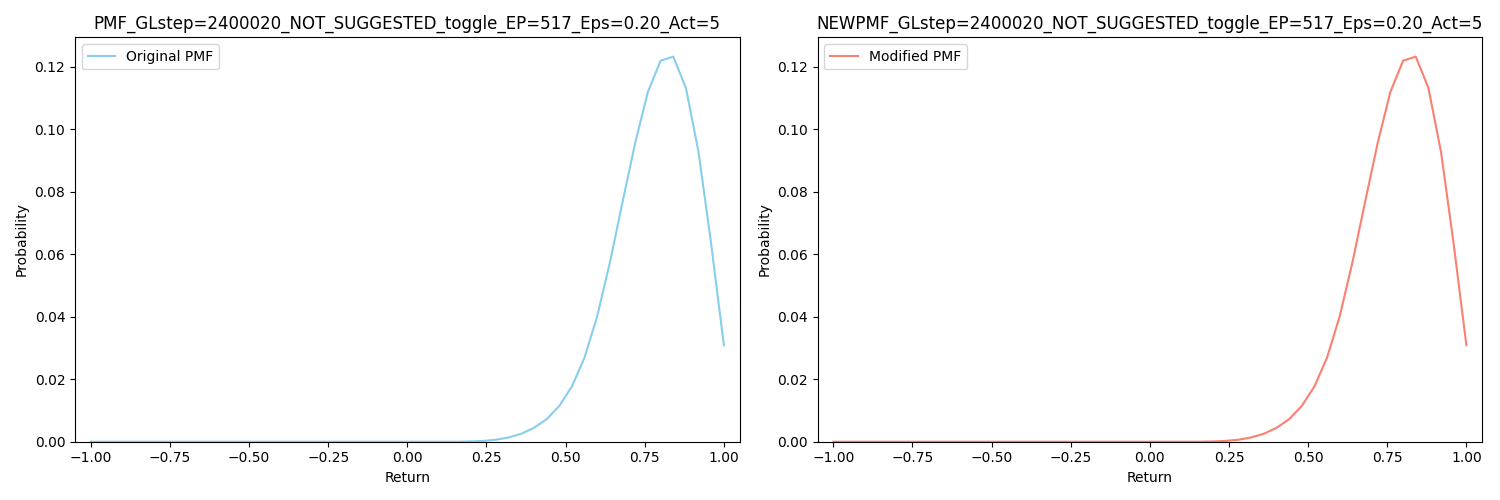 PMF_GLstep=2400020_NOT_SUGGESTED_toggle_EP=517_Eps=0.20_Act=5
Original PMF
Probability
0.12
0.10
0.08
0.06
0.04
0.02
0.00
−1.00 −0.75 −0.50 −0.25 0.00 0.25 0.50 0.75 1.00
Return
NEWPMF_GLstep=2400020_NOT_SUGGESTED_toggle_EP=517_Eps=0.20_Act=5
Modified PMF
Probability
0.12
0.10
0.08
0.06
0.04
0.02
0.00
−1.00 −0.75 −0.50 −0.25 0.00 0.25 0.50 0.75 1.00
Return